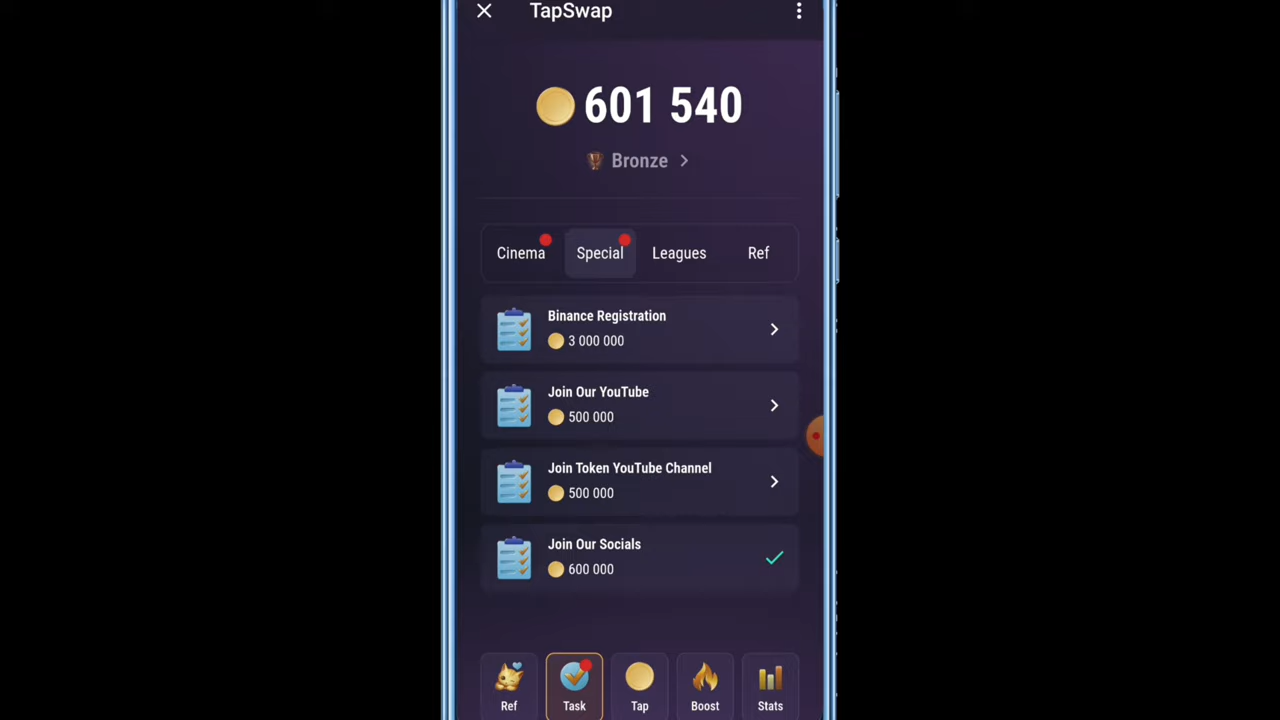 TapSwap
601 540
Bronze
Cinema Special Leagues Ref
Binance Registration
3 000 000
Join Our YouTube
500 000
Join Token YouTube Channel
500 000
Join Our Socials
600 000
Ref Task Tap Boost Stats